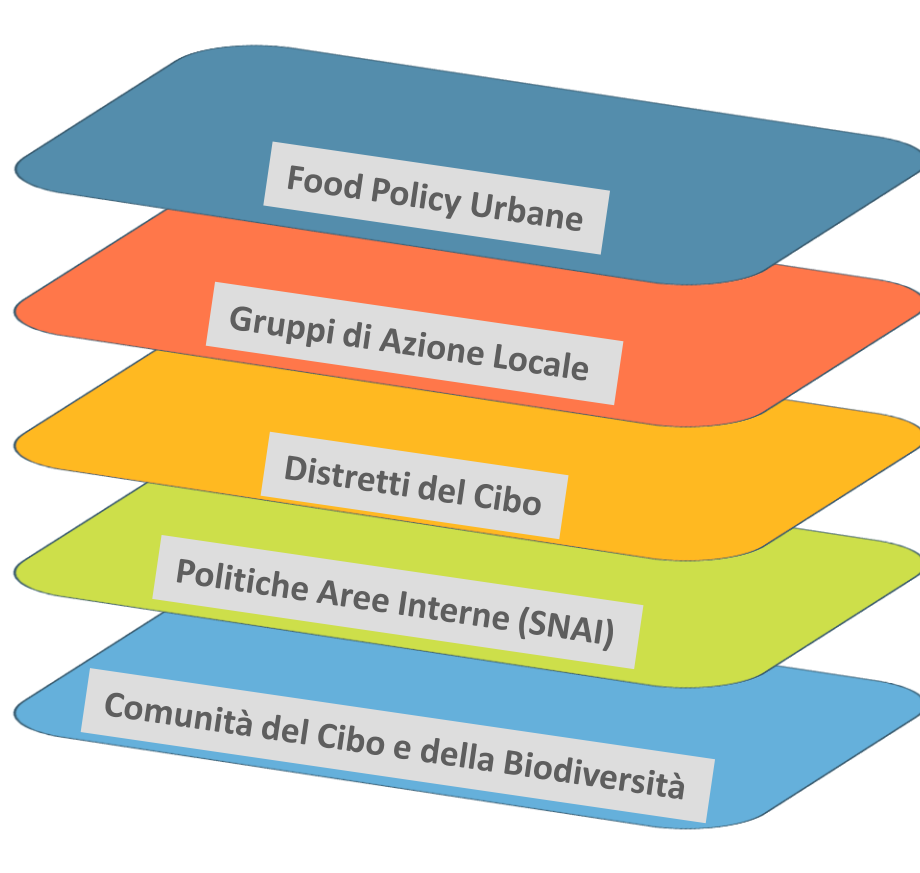 Food Policy Urbane
Gruppi di Azione Locale
Distretti del Cibo
Politiche Aree Interne (SNAI)
Comunità del Cibo e della Biodiversità